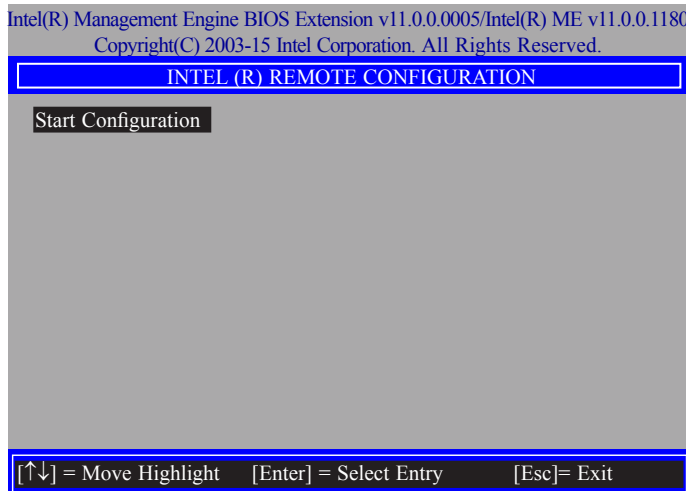 Intel(R) Management Engine BIOS Extension v11.0.0.0005/Intel(R) ME v11.0.0.1180
Copyright(C) 2003-15 Intel Corporation. All Rights Reserved.
INTEL (R) REMOTE CONFIGURATION
Start Configuration
[↑↓] = Move Highlight [Enter] = Select Entry [Esc]= Exit